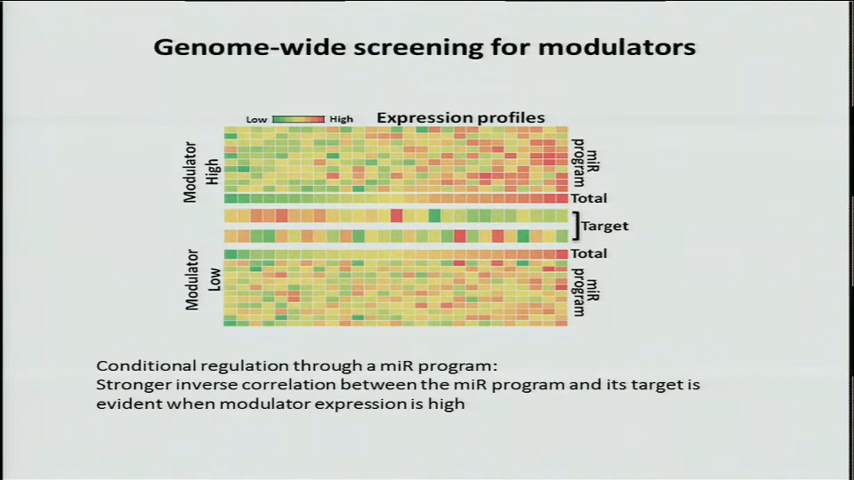 Genome-wide screening for modulators
Low High Expression profiles
Modulator
High
miR
program
Total
Target
Total
Modulator
Low
miR
program
Conditional regulation through a miR program:
Stronger inverse correlation between the miR program and its target is
evident when modulator expression is high